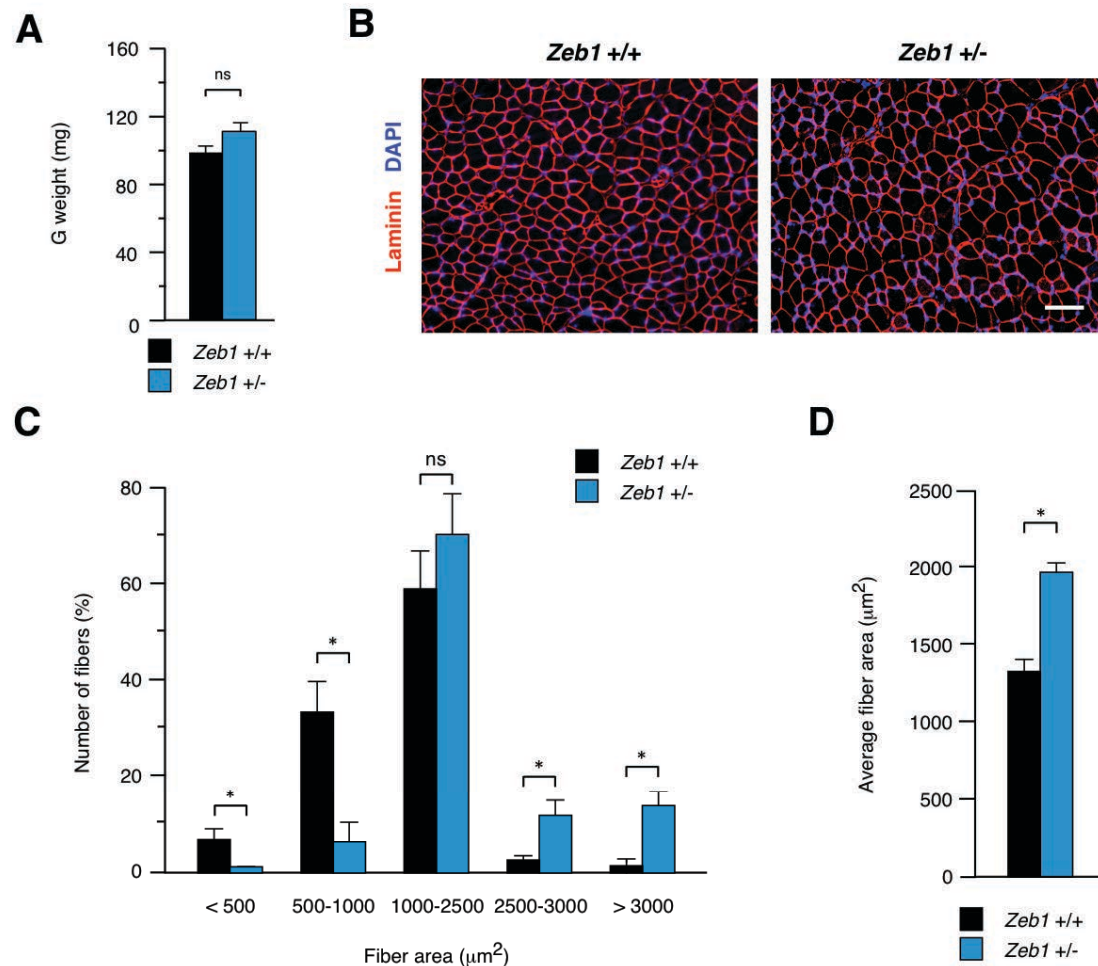 A
G weight (mg)
160
120
80
40
0
ns
Zeb1 +/+
Zeb1 +/-
B
Zeb1 +/+
Zeb1 +/-
Laminin DAPI
C
Number of fibers (%)
80
60
40
20
0
*
*
ns
*
*
Zeb1 +/+
Zeb1 +/-
< 500
500-1000
1000-2500
2500-3000
> 3000
Fiber area (μm²)
D
Average fiber area (μm²)
2500
2000
1500
1000
500
0
*
Zeb1 +/+
Zeb1 +/-